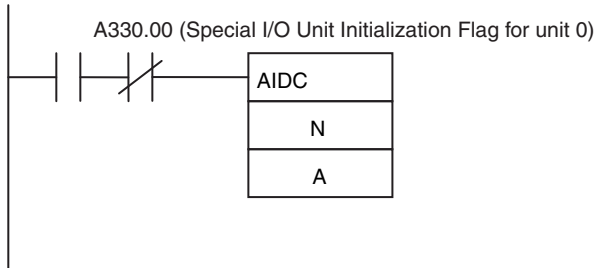 A330.00 (Special I/O Unit Initialization Flag for unit 0)
AIDC
N
A